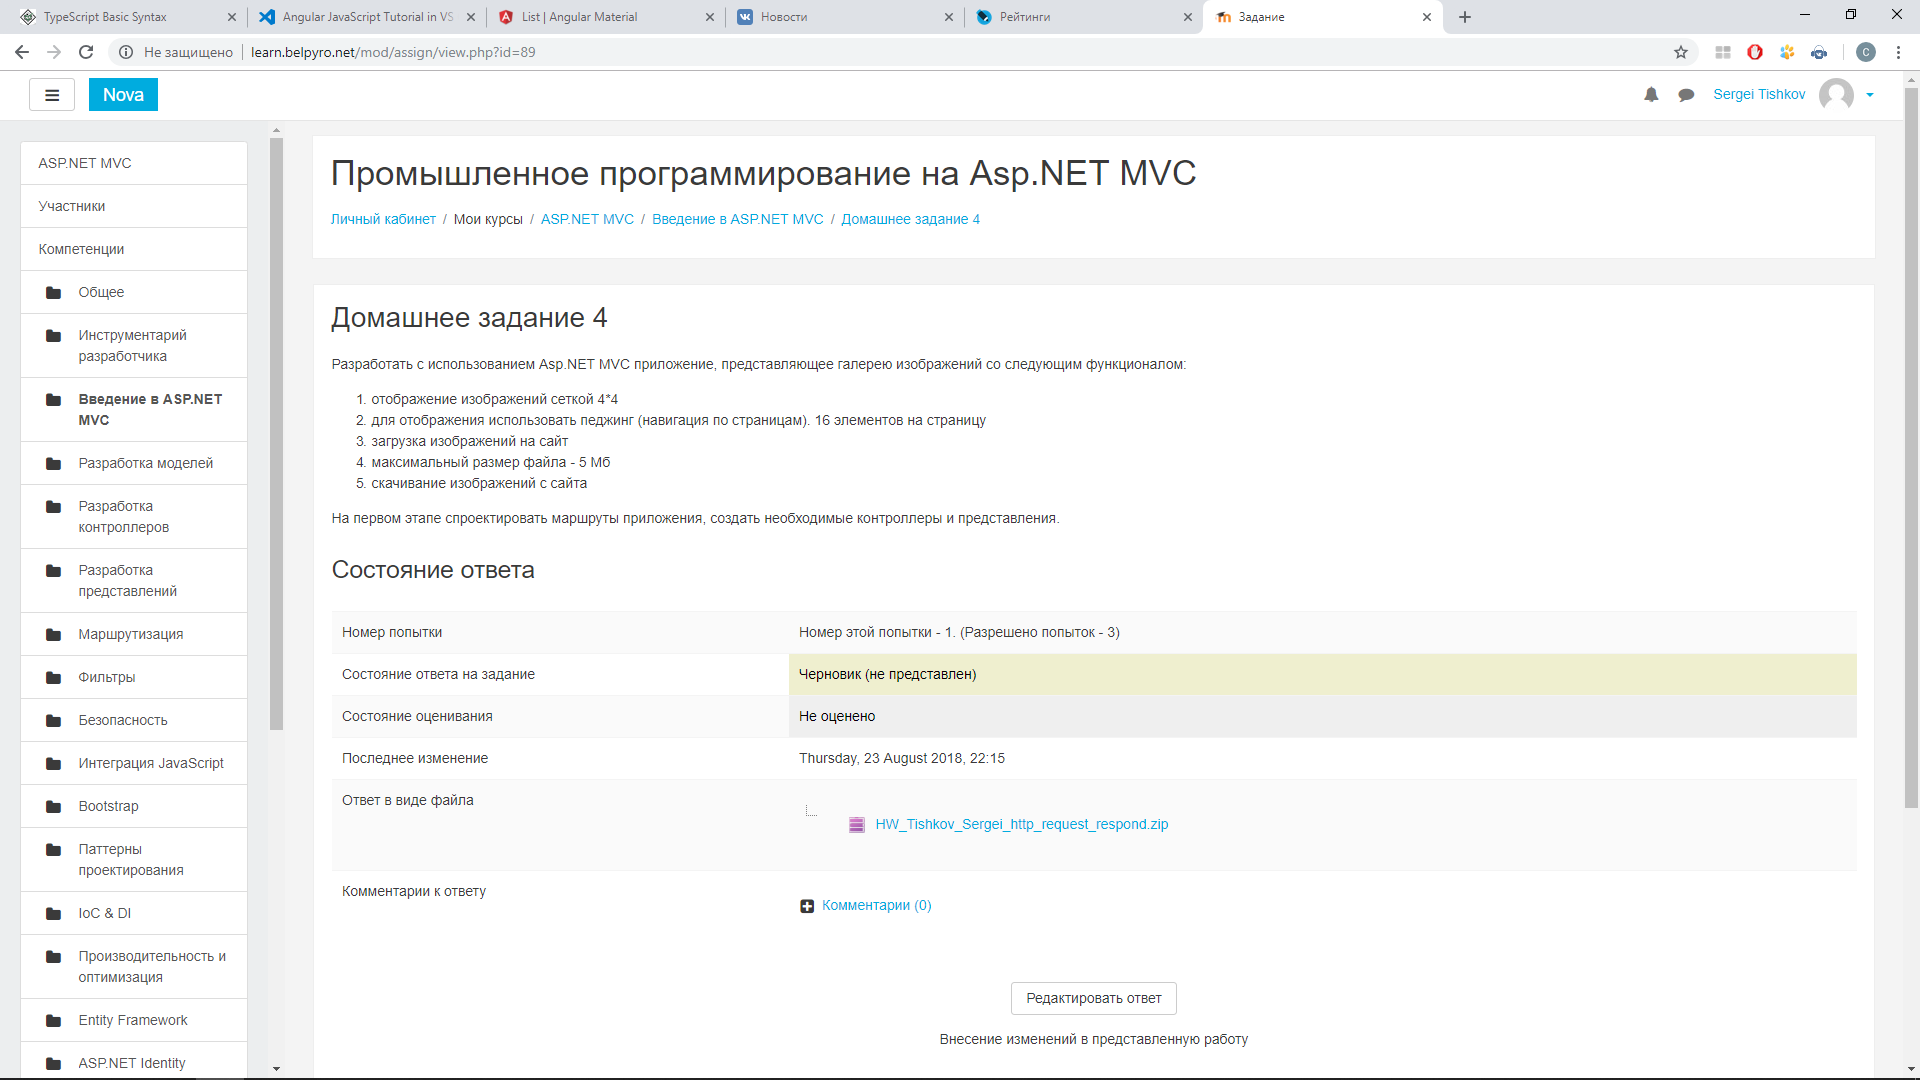 TypeScript Basic Syntax
Angular JavaScript Tutorial in VS
List | Angular Material
Новости
Рейтинги
Задание
Не защищено
learn.belpyro.net/mod/assign/view.php?id=89
C
Nova
Sergei Tishkov
ASP.NET MVC
Участники
Компетенции
Общее
Инструментарий
разработчика
Введение в ASP.NET
MVC
Разработка моделей
Разработка
контроллеров
Разработка
представлений
Маршрутизация
Фильтры
Безопасность
Интеграция JavaScript
Bootstrap
Паттерны
проектирования
IoC & DI
Производительность и
оптимизация
Entity Framework
ASP.NET Identity
Промышленное программирование на Asp.NET MVC
Личный кабинет / Мои курсы / ASP.NET MVC / Введение в ASP.NET MVC / Домашнее задание 4
Домашнее задание 4
Разработать с использованием Asp.NET MVC приложение, представляющее галерею изображений со следующим функционалом:
1. отображение изображений сеткой 4*4
2. для отображения использовать педжинг (навигация по страницам). 16 элементов на страницу
3. загрузка изображений на сайт
4. максимальный размер файла - 5 Мб
5. скачивание изображений с сайта
На первом этапе спроектировать маршруты приложения, создать необходимые контроллеры и представления.
Состояние ответа
Номер попытки
Номер этой попытки - 1. (Разрешено попыток - 3)
Состояние ответа на задание
Черновик (не представлен)
Состояние оценивания
Не оценено
Последнее изменение
Thursday, 23 August 2018, 22:15
Ответ в виде файла
HW_Tishkov_Sergei_http_request_respond.zip
Комментарии к ответу
Комментарии (0)
Редактировать ответ
Внесение изменений в представленную работу